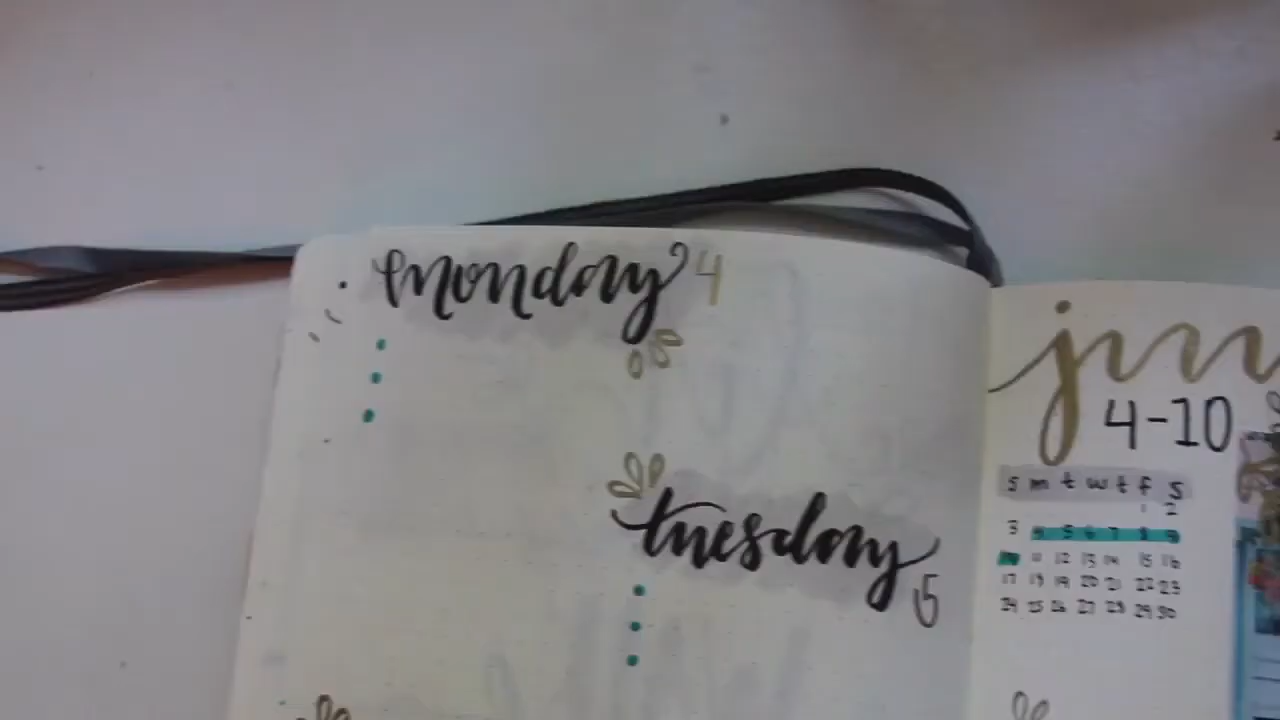 monday 4
tuesday
5
jun
4-10
s m t w t f s
1 2
3 4 5 6 7 8 9
10 11 12 13 14 15 16
17 18 19 20 21 22 23
24 25 26 27 28 29 30